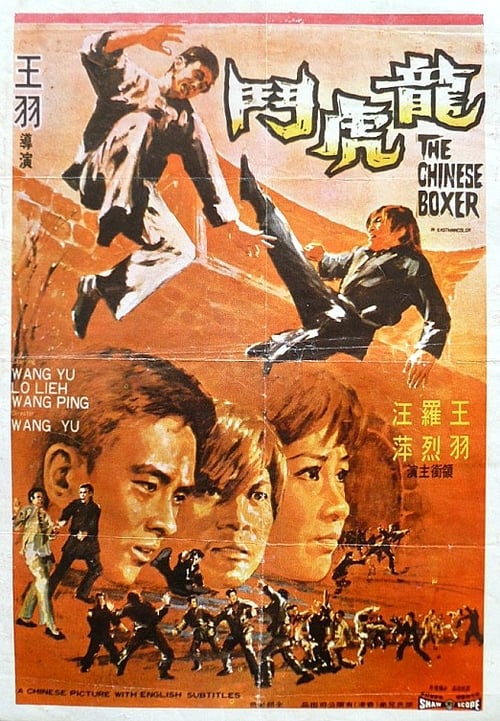 王羽
導演
龍虎鬥
THE
CHINESE
BOXER
IN EASTMANCOLOR
WANG YU
LO LIEH
WANG PING
Director
WANG YU
王羽
羅烈
汪萍
領銜主演
A CHINESE PICTURE WITH ENGLISH SUBTITLES
SHAW SCOPE